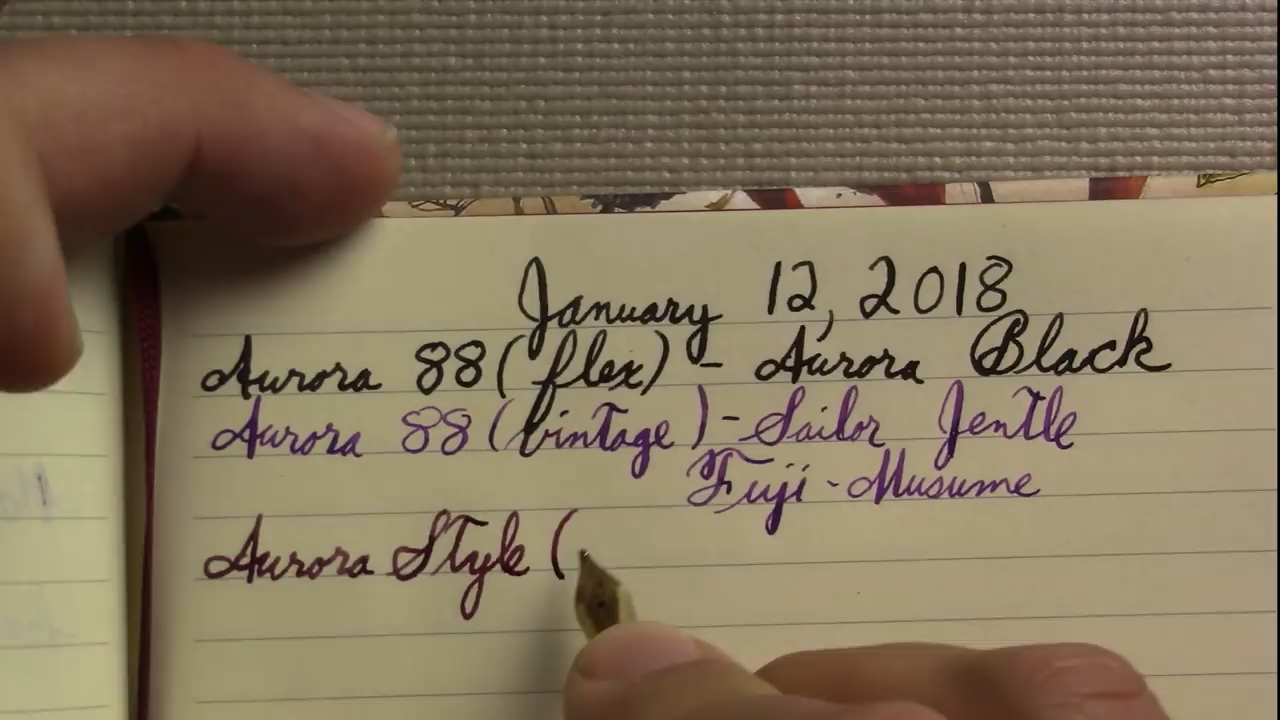 January 12, 2018
Aurora 88 (flex) - Aurora Black
Aurora 88 (vintage) - Sailor Jentle
Fuji-Musume
Aurora Style (